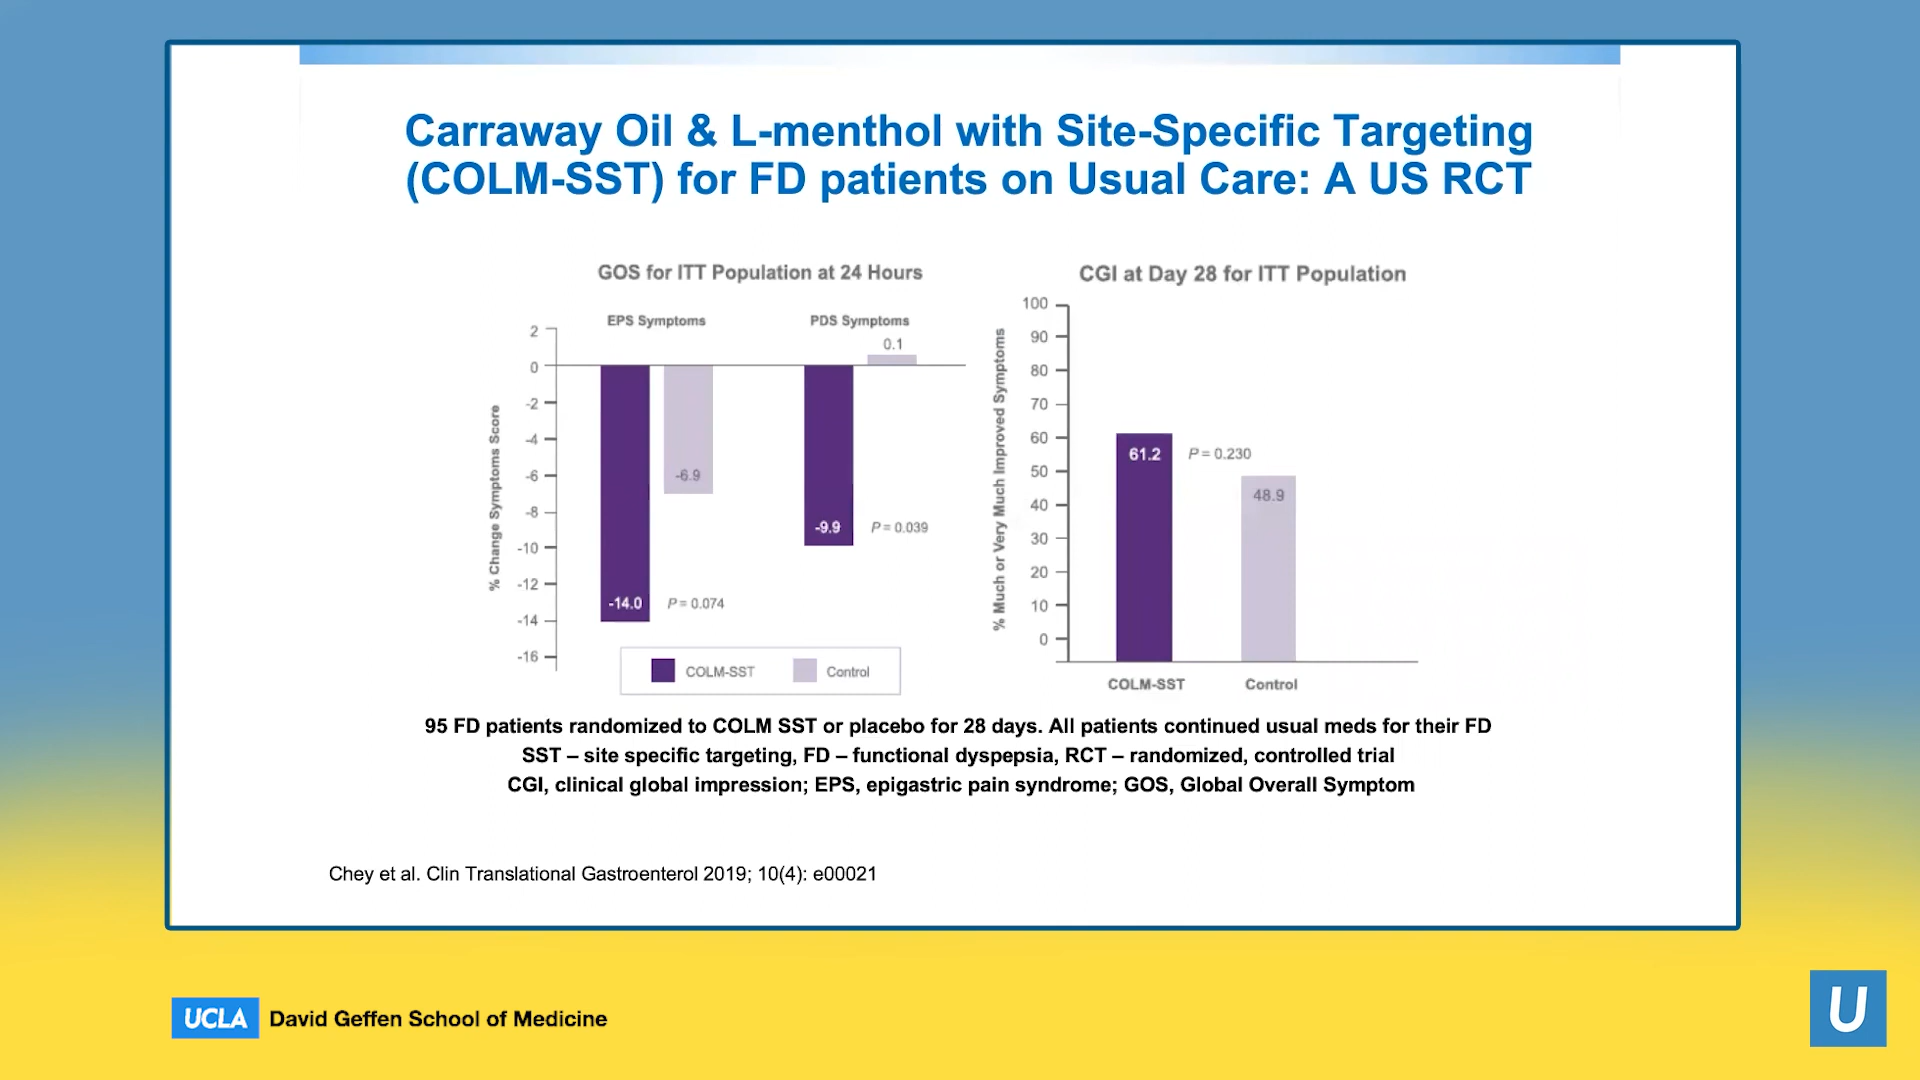 Carraway Oil & L-menthol with Site-Specific Targeting
(COLM-SST) for FD patients on Usual Care: A US RCT
GOS for ITT Population at 24 Hours
EPS Symptoms
PDS Symptoms
% Change Symptoms Score
2
0
-2
-4
-6
-8
-10
-12
-14
-16
-14.0
P = 0.074
-6.9
-9.9
P = 0.039
0.1
COLM-SST
Control
CGI at Day 28 for ITT Population
% Much or Very Much Improved Symptoms
100
90
80
70
60
50
40
30
20
10
0
61.2
P = 0.230
48.9
COLM-SST
Control
95 FD patients randomized to COLM SST or placebo for 28 days. All patients continued usual meds for their FD
SST – site specific targeting, FD – functional dyspepsia, RCT – randomized, controlled trial
CGI, clinical global impression; EPS, epigastric pain syndrome; GOS, Global Overall Symptom
Chey et al. Clin Translational Gastroenterol 2019; 10(4): e00021
UCLA David Geffen School of Medicine
U